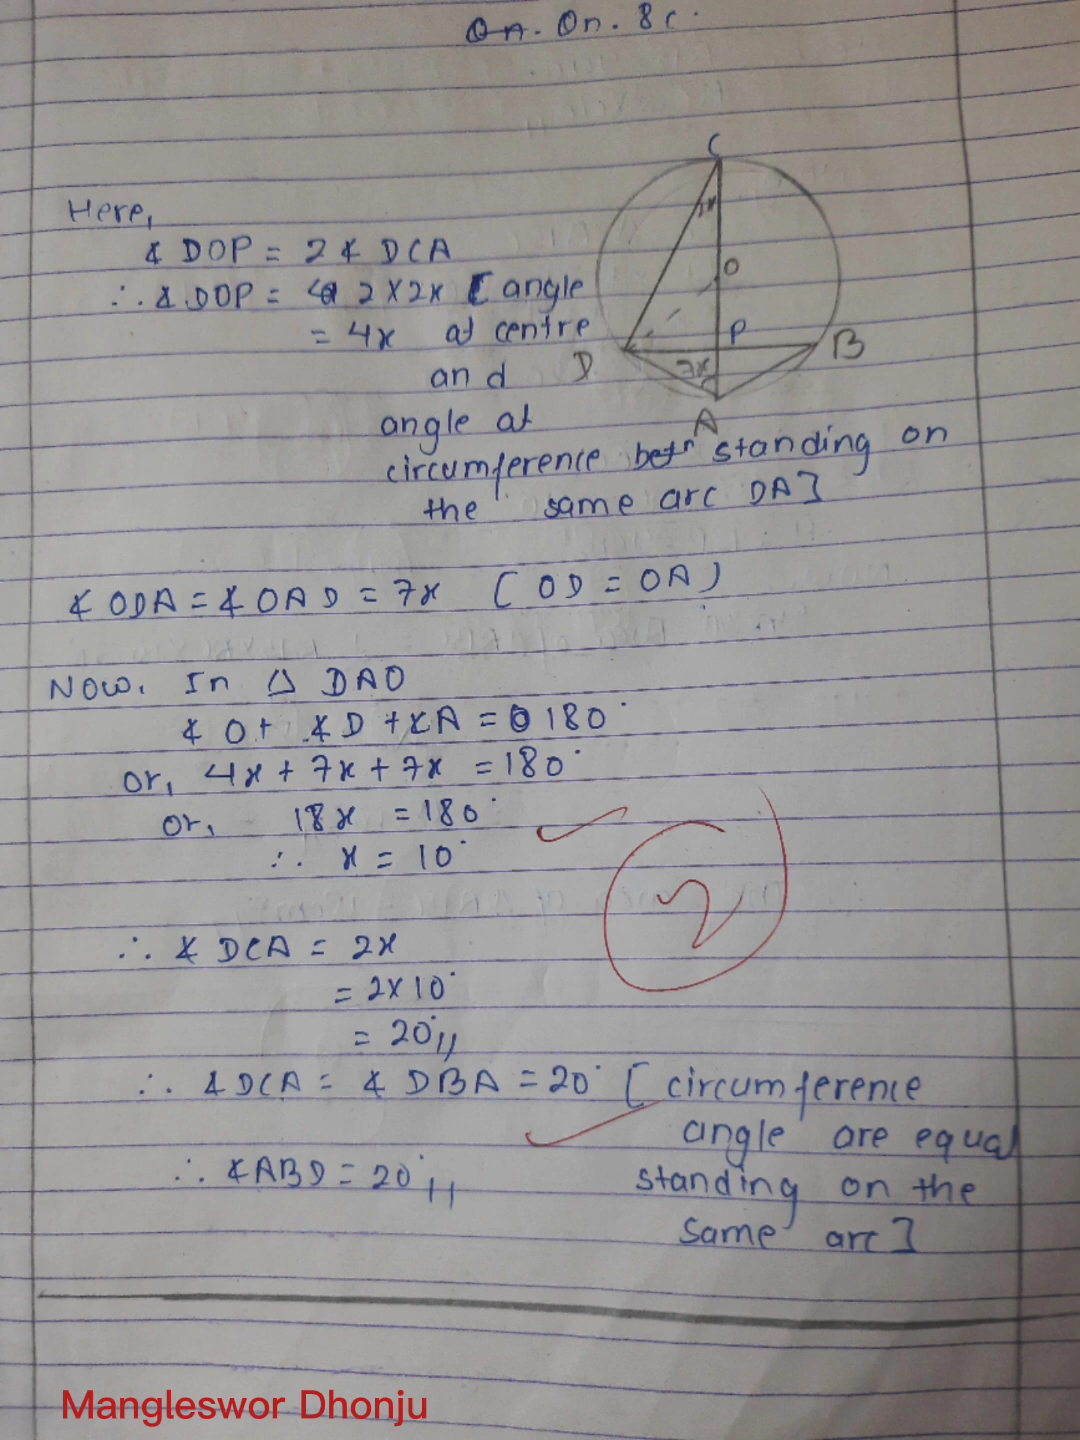 Qn. On. 8c.
C
2x
O
P
D
B
7x
A
Here,
∡DOP = 2∡DCA
∴ ∡DOP = 2×2x [angle
= 4x at centre
and
angle at
circumference betn standing on
the same arc DA]
∡ODA = ∡OAD = 7x (OD = OA)
Now. In △ DAO
∡O + ∡D + ∡A = 180°
or, 4x + 7x + 7x = 180°
or, 18x = 180°
∴ x = 10°
2
∴ ∡DCA = 2x
= 2×10°
= 20°//
∴ ∡DCA = ∡DBA = 20° [circumference
angle are equal
∴ ∡ABD = 20°// standing on the
same arc]
Mangleswor Dhonju